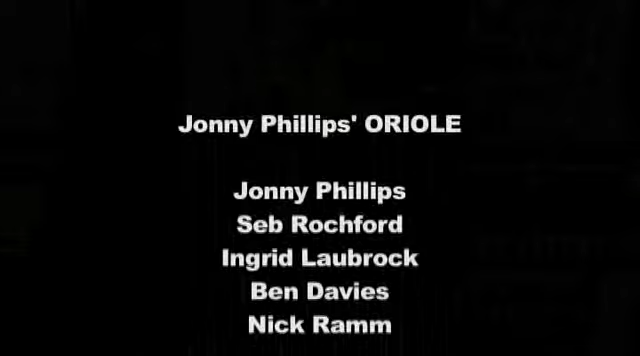 Jonny Phillips' ORIOLE
Jonny Phillips
Seb Rochford
Ingrid Laubrock
Ben Davies
Nick Ramm